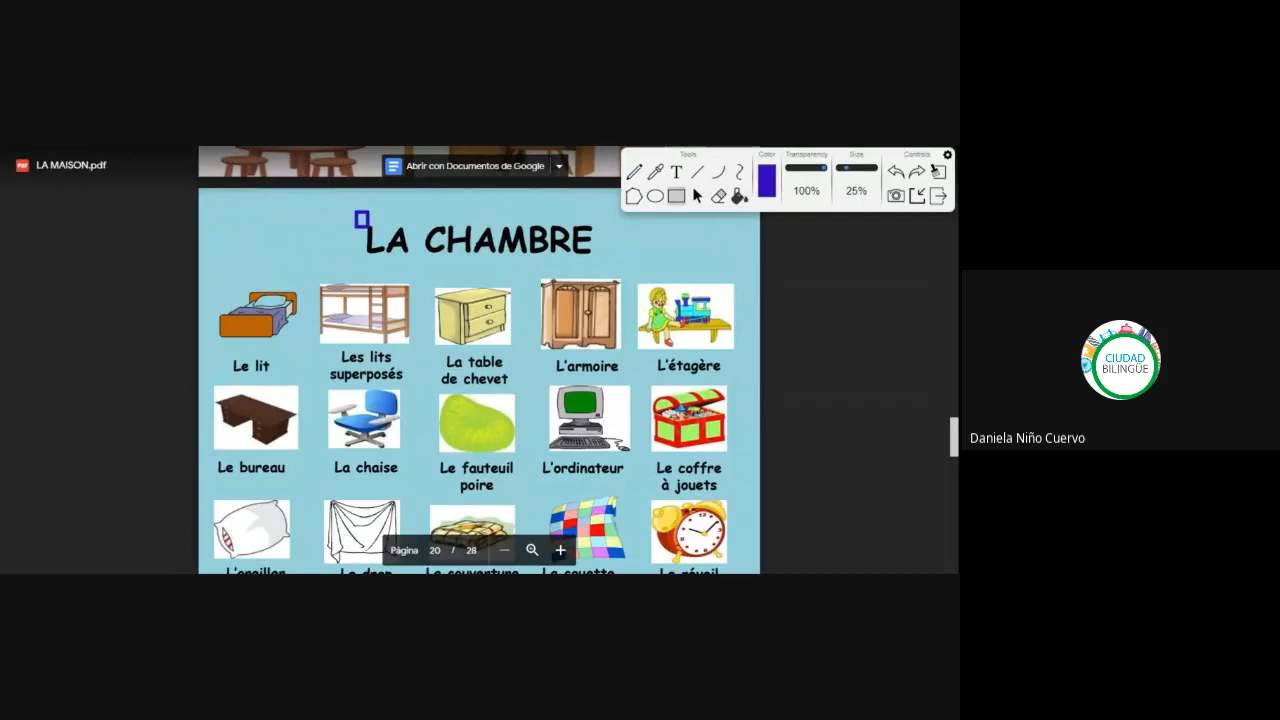 LA MAISON.pdf
Abrir con Documentos de Google
Tools
Color
Transparency
Size
Controls
100%
25%
LA CHAMBRE
Le lit
Les lits
superposés
La table
de chevet
L'armoire
L'étagère
Le bureau
La chaise
Le fauteuil
poire
L'ordinateur
Le coffre
à jouets
Página 20 / 28
CIUDAD
BILINGÜE
Daniela Niño Cuervo